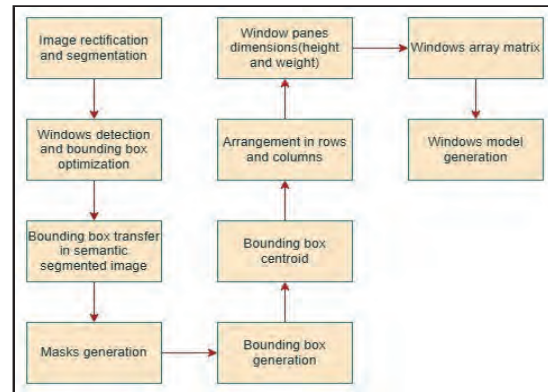 Image rectification
and segmentation
Windows detection
and bounding box
optimization
Bounding box transfer
in semantic
segmented image
Masks generation
Bounding box
generation
Bounding box
centroid
Arrangement in rows
and columns
Window panes
dimensions(height
and weight)
Windows array matrix
Windows model
generation